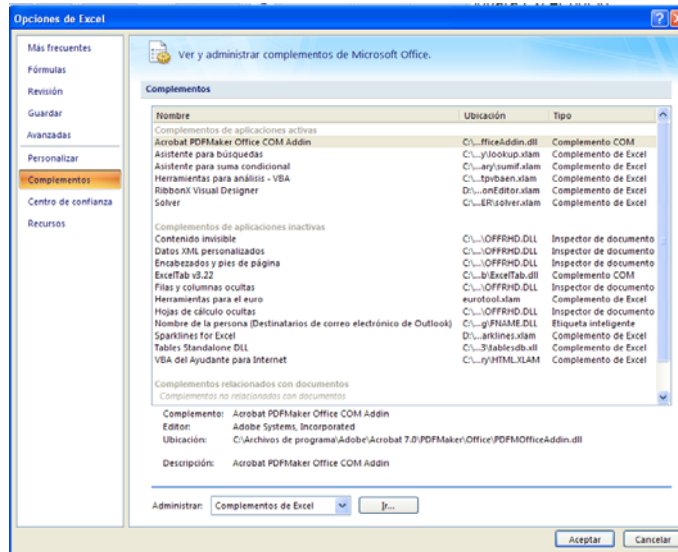 Opciones de Excel
Más frecuentes
Fórmulas
Revisión
Guardar
Avanzadas
Personalizar
Complementos
Centro de confianza
Recursos
Ver y administrar complementos de Microsoft Office.
Complementos
Nombre Ubicación Tipo
Complementos de aplicaciones activas
Acrobat PDFMaker Office COM Addin C:\...fficeAddin.dll Complemento COM
Asistente para búsquedas C:\...y\lookup.xlam Complemento de Excel
Asistente para suma condicional C:\...ary\sumif.xlam Complemento de Excel
Herramientas para análisis - VBA C:\...tpvbaen.xlam Complemento de Excel
RibbonX Visual Designer D:\...onEditor.xlam Complemento de Excel
Solver C:\...ER\solver.xlam Complemento de Excel
Complementos de aplicaciones inactivas
Contenido invisible C:\...\OFFRHD.DLL Inspector de documento
Datos XML personalizados C:\...\OFFRHD.DLL Inspector de documento
Encabezados y pies de página C:\...\OFFRHD.DLL Inspector de documento
ExcelTab v3.22 C:\...b\ExcelTab.dll Complemento COM
Filas y columnas ocultas C:\...\OFFRHD.DLL Inspector de documento
Herramientas para el euro eurotool.xlam Complemento de Excel
Hojas de cálculo ocultas C:\...\OFFRHD.DLL Inspector de documento
Nombre de la persona (Destinatarios de correo electrónico de Outlook) C:\...g\FNAME.DLL Etiqueta inteligente
Sparklines for Excel D:\...arklines.xlam Complemento de Excel
Tables Standalone DLL C:\...3\tablesdb.xll Complemento de Excel
VBA del Ayudante para Internet C:\...ry\HTML.XLAM Complemento de Excel
Complementos relacionados con documentos
Complementos no relacionados con documentos
Complemento: Acrobat PDFMaker Office COM Addin
Editor: Adobe Systems, Incorporated
Ubicación: C:\Archivos de programa\Adobe\Acrobat 7.0\PDFMaker\Office\PDFMOfficeAddin.dll
Descripción: Acrobat PDFMaker Office COM Addin
Administrar: Complementos de Excel Ir...
Aceptar Cancelar